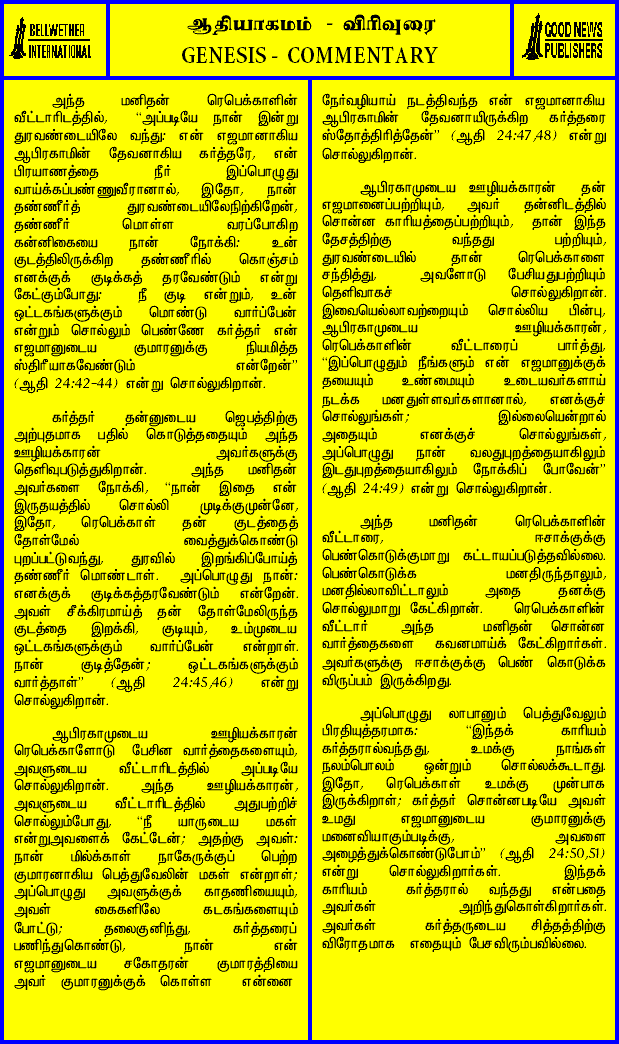 BELLWETHER
INTERNATIONAL
ஆதியாகமம் - விரிவுரை
GENESIS - COMMENTARY
GOOD NEWS
PUBLISHERS
அந்த மனிதன் ரெபெக்காளின்
வீட்டாரிடத்தில், “அப்படியே நான் இன்று
துரவண்டையிலே வந்து: என் எஜமானாகிய
ஆபிரகாமின் தேவனாகிய கர்த்தரே, என்
பிரயாணத்தை நீர் இப்பொழுது
வாய்க்கப்பண்ணுவீரானால், இதோ, நான்
தண்ணீர்த் துரவண்டையிலேநிற்கிறேன்,
தண்ணீர் மொள்ள வரப்போகிற
கன்னிகையை நான் நோக்கி: உன்
குடத்திலிருக்கிற தண்ணீரில் கொஞ்சம்
எனக்குக் குடிக்கத் தரவேண்டும் என்று
கேட்கும்போது: நீ குடி என்றும், உன்
ஒட்டகங்களுக்கும் மொண்டு வார்ப்பேன்
என்றும் சொல்லும் பெண்ணே கர்த்தர் என்
எஜமானுடைய குமாரனுக்கு நியமித்த
ஸ்திரீயாகவேண்டும் என்றேன்”
(ஆதி 24:42-44) என்று சொல்லுகிறான்.
கர்த்தர் தன்னுடைய ஜெபத்திற்கு
அற்புதமாக பதில் கொடுத்ததையும் அந்த
ஊழியக்காரன் அவர்களுக்கு
தெளிவுபடுத்துகிறான். அந்த மனிதன்
அவர்களை நோக்கி, “நான் இதை என்
இருதயத்தில் சொல்லி முடிக்குமுன்னே,
இதோ, ரெபெக்காள் தன் குடத்தைத்
தோள்மேல் வைத்துக்கொண்டு
புறப்பட்டுவந்து, துரவில் இறங்கிப்போய்த்
தண்ணீர் மொண்டாள். அப்பொழுது நான்:
எனக்குக் குடிக்கத்தரவேண்டும் என்றேன்.
அவள் சீக்கிரமாய்த் தன் தோள்மேலிருந்த
குடத்தை இறக்கி, குடியும், உம்முடைய
ஒட்டகங்களுக்கும் வார்ப்பேன் என்றாள்.
நான் குடித்தேன்; ஒட்டகங்களுக்கும்
வார்த்தாள்” (ஆதி 24:45,46) என்று
சொல்லுகிறான்.
ஆபிரகாமுடைய ஊழியக்காரன்
ரெபெக்காளோடு பேசின வார்த்தைகளையும்,
அவளுடைய வீட்டாரிடத்தில் அப்படியே
சொல்லுகிறான். அந்த ஊழியக்காரன்,
அவளுடைய வீட்டாரிடத்தில் அதுபற்றிச்
சொல்லும்போது, “நீ யாருடைய மகள்
என்றுஅவளைக் கேட்டேன்; அதற்கு அவள்:
நான் மில்க்காள் நாகேருக்குப் பெற்ற
குமாரனாகிய பெத்துவேலின் மகள் என்றாள்;
அப்பொழுது அவளுக்குக் காதணியையும்,
அவள் கைகளிலே கடகங்களையும்
போட்டு; தலைகுனிந்து, கர்த்தரைப்
பணிந்துகொண்டு, நான் என்
எஜமானுடைய சகோதரன் குமாரத்தியை
அவர் குமாரனுக்குக் கொள்ள என்னை
நேர்வழியாய் நடத்திவந்த என் எஜமானாகிய
ஆபிரகாமின் தேவனாயிருக்கிற கர்த்தரை
ஸ்தோத்திரித்தேன்” (ஆதி 24:47,48) என்று
சொல்லுகிறான்.
ஆபிரகாமுடைய ஊழியக்காரன் தன்
எஜமானைப்பற்றியும், அவர் தன்னிடத்தில்
சொன்ன காரியத்தைப்பற்றியும், தான் இந்த
தேசத்திற்கு வந்தது பற்றியும்,
துரவண்டையில் தான் ரெபெக்காளை
சந்தித்து, அவளோடு பேசியதுபற்றியும்
தெளிவாகச் சொல்லுகிறான்.
இவையெல்லாவற்றையும் சொல்லிய பின்பு,
ஆபிரகாமுடைய ஊழியக்காரன்,
ரெபெக்காளின் வீட்டாரைப் பார்த்து,
“இப்பொழுதும் நீங்களும் என் எஜமானுக்குக்
தயையும் உண்மையும் உடையவர்களாய்
நடக்க மனதுள்ளவர்களானால், எனக்குச்
சொல்லுங்கள்; இல்லையென்றால்
அதையும் எனக்குச் சொல்லுங்கள்,
அப்பொழுது நான் வலதுபுறத்தையாகிலும்
இடதுபுறத்தையாகிலும் நோக்கிப் போவேன்”
(ஆதி 24:49) என்று சொல்லுகிறான்.
அந்த மனிதன் ரெபெக்காளின்
வீட்டாரை, ஈசாக்குக்கு
பெண்கொடுக்குமாறு கட்டாயப்படுத்தவில்லை.
பெண்கொடுக்க மனதிருந்தாலும்,
மனதில்லாவிட்டாலும் அதை தனக்கு
சொல்லுமாறு கேட்கிறான். ரெபெக்காளின்
வீட்டார் அந்த மனிதன் சொன்ன
வார்த்தைகளை கவனமாய்க் கேட்கிறார்கள்.
அவர்களுக்கு ஈசாக்குக்கு பெண் கொடுக்க
விருப்பம் இருக்கிறது.
அப்பொழுது லாபானும் பெத்துவேலும்
பிரதியுத்தரமாக: “இந்தக் காரியம்
கர்த்தரால்வந்தது, உமக்கு நாங்கள்
நலம்பொலம் ஒன்றும் சொல்லக்கூடாது.
இதோ, ரெபெக்காள் உமக்கு முன்பாக
இருக்கிறாள்; கர்த்தர் சொன்னபடியே அவள்
உமது எஜமானுடைய குமாரனுக்கு
மனைவியாகும்படிக்கு, அவளை
அழைத்துக்கொண்டுபோம்” (ஆதி 24:50,51)
என்று சொல்லுகிறார்கள். இந்தக்
காரியம் கர்த்தரால் வந்தது என்பதை
அவர்கள் அறிந்துகொள்கிறார்கள்.
அவர்கள் கர்த்தருடைய சித்தத்திற்கு
விரோதமாக எதையும் பேசவிரும்பவில்லை.